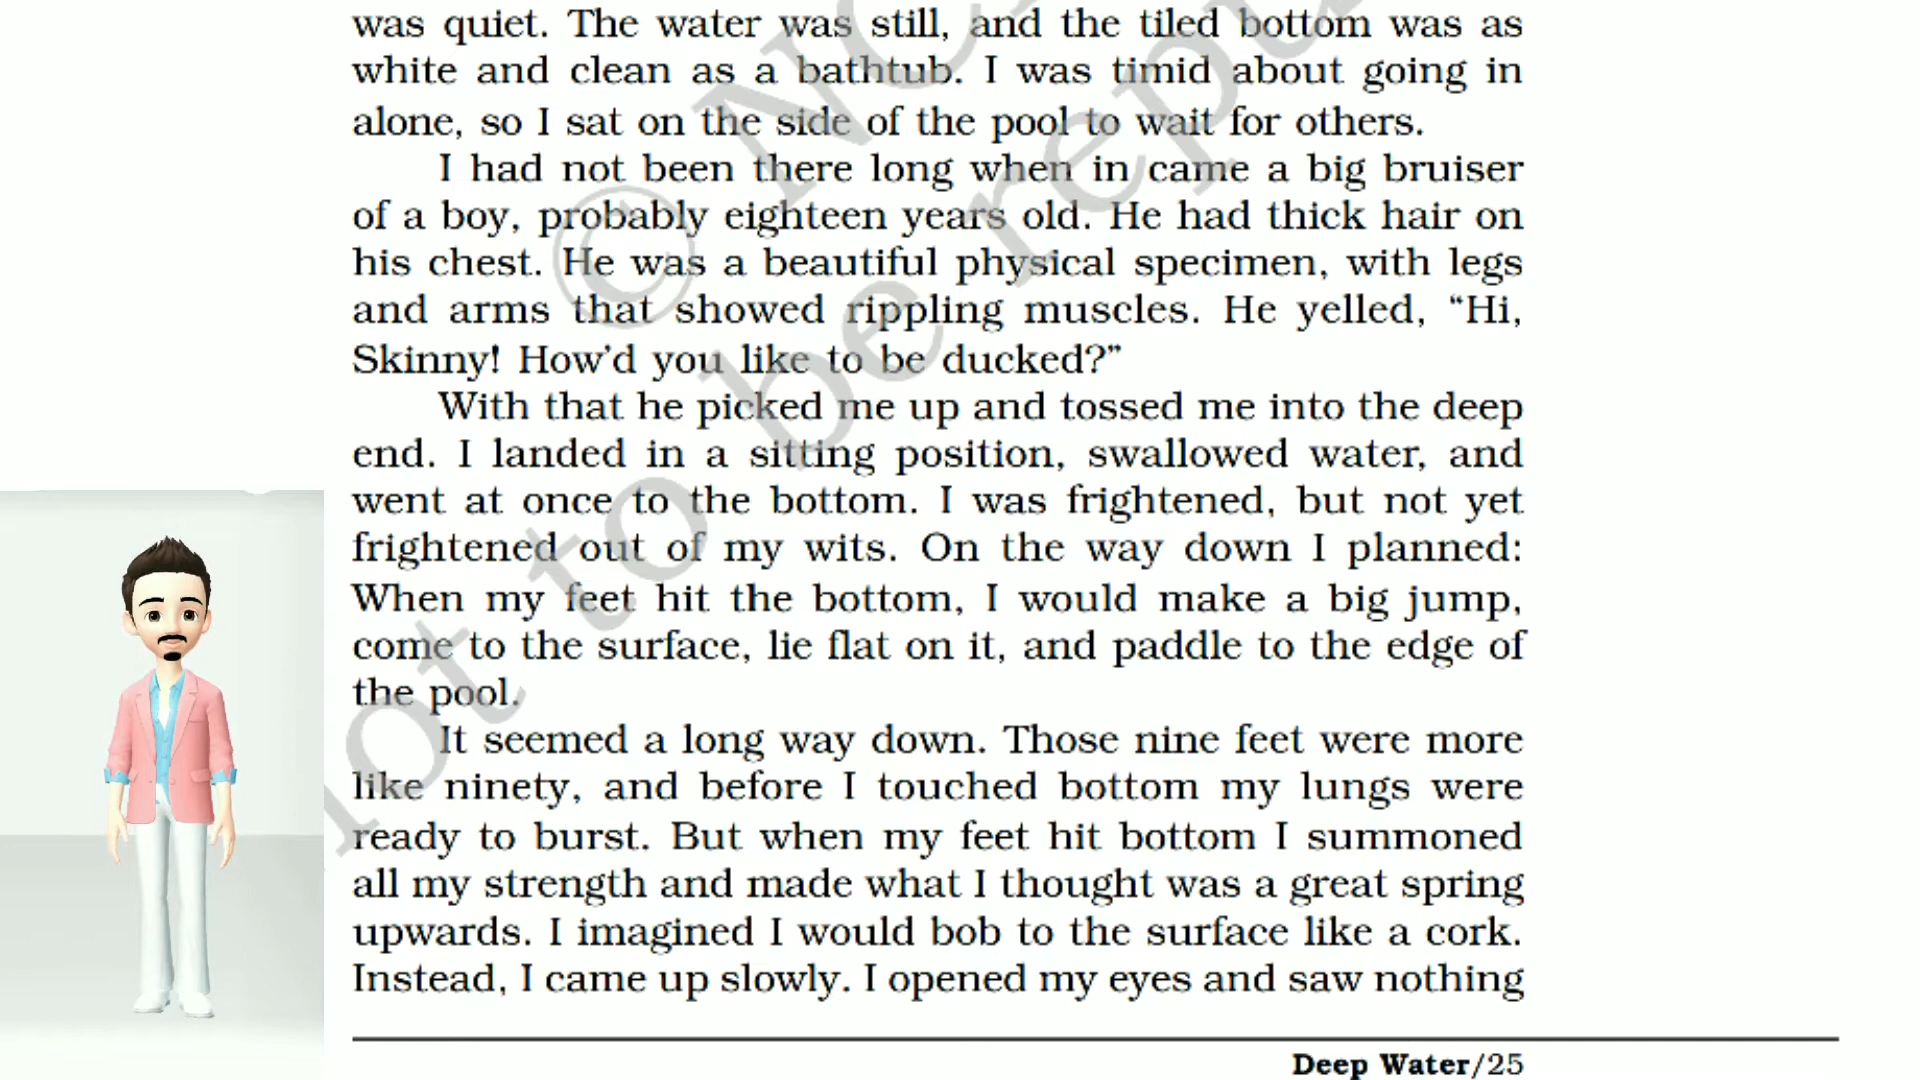 was quiet. The water was still, and the tiled bottom was as
white and clean as a bathtub. I was timid about going in
alone, so I sat on the side of the pool to wait for others.
I had not been there long when in came a big bruiser
of a boy, probably eighteen years old. He had thick hair on
his chest. He was a beautiful physical specimen, with legs
and arms that showed rippling muscles. He yelled, “Hi,
Skinny! How’d you like to be ducked?”
With that he picked me up and tossed me into the deep
end. I landed in a sitting position, swallowed water, and
went at once to the bottom. I was frightened, but not yet
frightened out of my wits. On the way down I planned:
When my feet hit the bottom, I would make a big jump,
come to the surface, lie flat on it, and paddle to the edge of
the pool.
It seemed a long way down. Those nine feet were more
like ninety, and before I touched bottom my lungs were
ready to burst. But when my feet hit bottom I summoned
all my strength and made what I thought was a great spring
upwards. I imagined I would bob to the surface like a cork.
Instead, I came up slowly. I opened my eyes and saw nothing
Deep Water/25
not to be